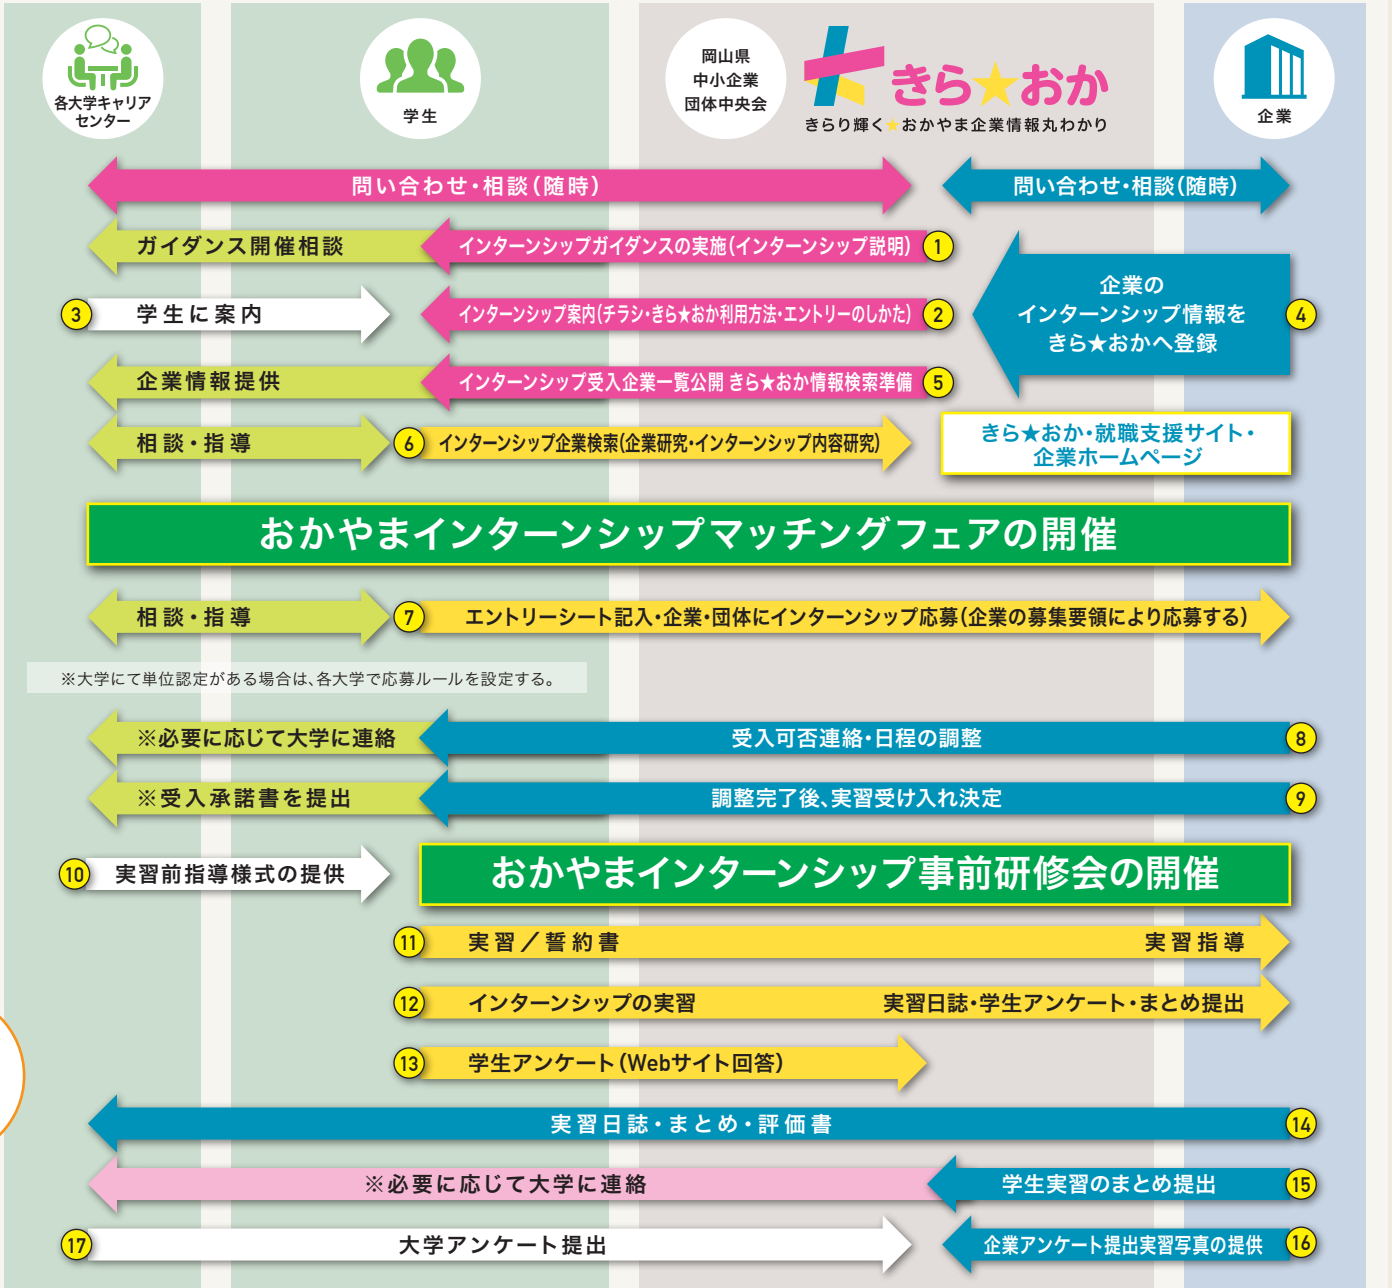 各大学キャリア
センター
学生
岡山県
中小企業
団体中央会
きら★おか
きらり輝く★おかやま企業情報丸わかり
企業
問い合わせ・相談(随時)
問い合わせ・相談(随時)
ガイダンス開催相談
インターンシップガイダンスの実施(インターンシップ説明)
1
3
学生に案内
インターンシップ案内(チラシ・きら★おか利用方法・エントリーのしかた)
2
企業の
インターンシップ情報を
きら★おかへ登録
4
企業情報提供
インターンシップ受入企業一覧公開 きら★おか情報検索準備
5
相談・指導
6
インターンシップ企業検索(企業研究・インターンシップ内容研究)
きら★おか・就職支援サイト・
企業ホームページ
おかやまインターンシップマッチングフェアの開催
相談・指導
7
エントリーシート記入・企業・団体にインターンシップ応募(企業の募集要領により応募する)
※大学にて単位認定がある場合は、各大学で応募ルールを設定する。
※必要に応じて大学に連絡
受入可否連絡・日程の調整
8
※受入承諾書を提出
調整完了後、実習受け入れ決定
9
10
実習前指導様式の提供
おかやまインターンシップ事前研修会の開催
11
実習／誓約書
実習指導
12
インターンシップの実習
実習日誌・学生アンケート・まとめ提出
13
学生アンケート(Webサイト回答)
実習日誌・まとめ・評価書
14
※必要に応じて大学に連絡
学生実習のまとめ提出
15
17
大学アンケート提出
企業アンケート提出実習写真の提供
16